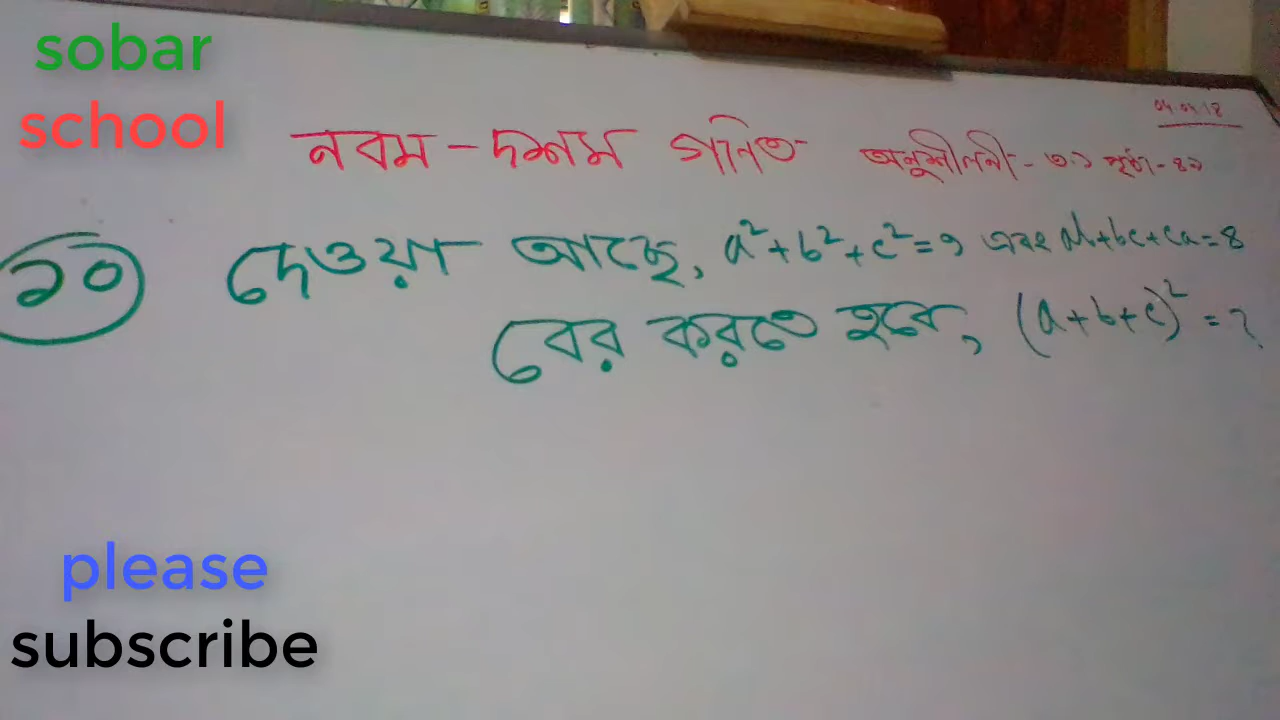 sobar
school
নবম - দশম গণিত অনুশীলনী - ৩.১ পৃষ্ঠা - ৪২
১০ দেওয়া আছে, a²+b²+c²=9 এবং ab+bc+ca=8
বের করতে হবে, (a+b+c)² = ?
please
subscribe